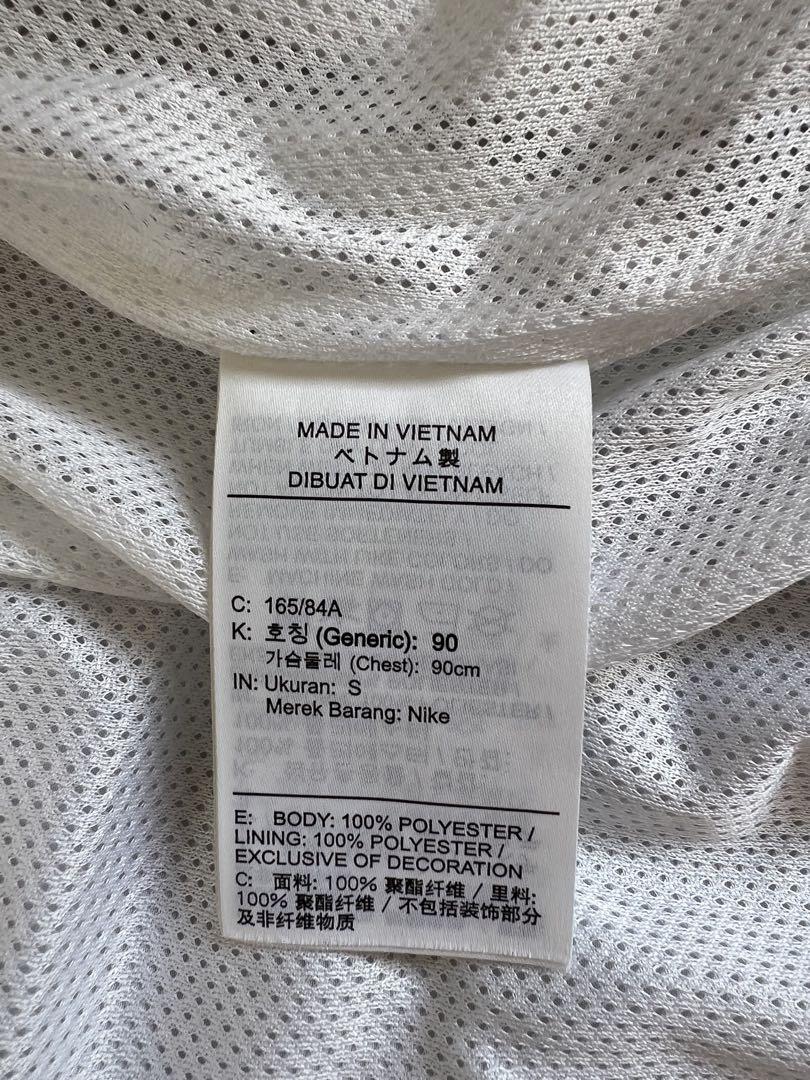 MADE IN VIETNAM
ベトナム製
DIBUAT DI VIETNAM
C: 165/84A
K: 호칭 (Generic): 90
가슴둘레 (Chest): 90cm
IN: Ukuran: S
Merek Barang: Nike
E: BODY: 100% POLYESTER /
LINING: 100% POLYESTER /
EXCLUSIVE OF DECORATION
C: 面料: 100% 聚酯纤维 / 里料:
100% 聚酯纤维 / 不包括装饰部分
及非纤维物质